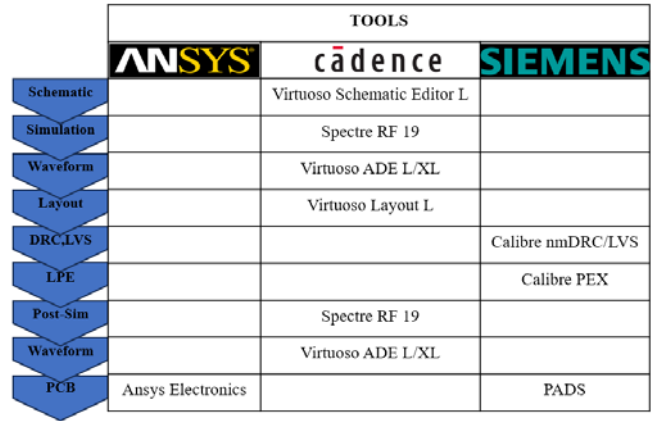 TOOLS
ANSYS cādence SIEMENS
Schematic Virtuoso Schematic Editor L
Simulation Spectre RF 19
Waveform Virtuoso ADE L/XL
Layout Virtuoso Layout L
DRC,LVS Calibre nmDRC/LVS
LPE Calibre PEX
Post-Sim Spectre RF 19
Waveform Virtuoso ADE L/XL
PCB Ansys Electronics PADS